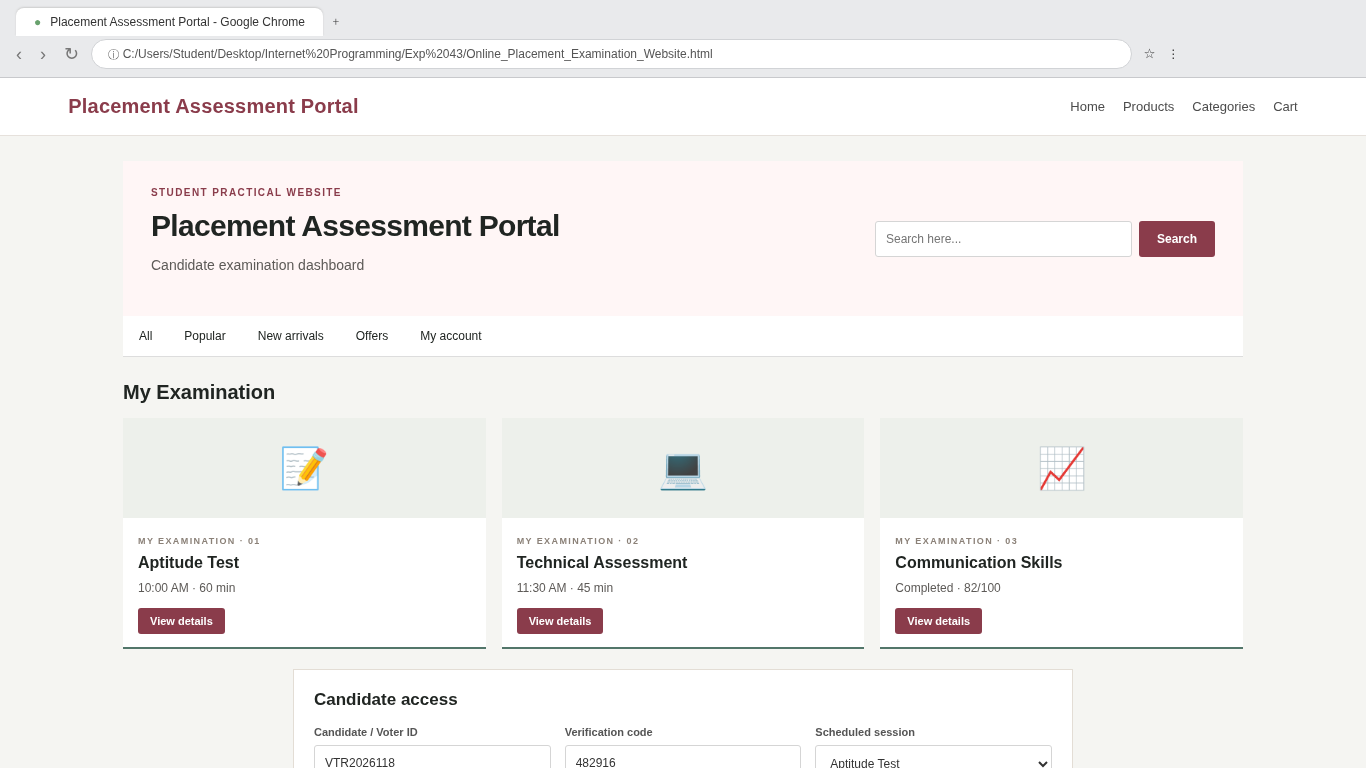 Placement Assessment Portal - Google Chrome +
C:/Users/Student/Desktop/Internet%20Programming/Exp%2043/Online_Placement_Examination_Website.html
Placement Assessment Portal Home Products Categories Cart
STUDENT PRACTICAL WEBSITE
Placement Assessment Portal
Candidate examination dashboard
Search here... Search
All Popular New arrivals Offers My account
My Examination
MY EXAMINATION · 01
Aptitude Test
10:00 AM · 60 min
View details
MY EXAMINATION · 02
Technical Assessment
11:30 AM · 45 min
View details
MY EXAMINATION · 03
Communication Skills
Completed · 82/100
View details
Candidate access
Candidate / Voter ID Verification code Scheduled session
VTR2026118 482916 Aptitude Test